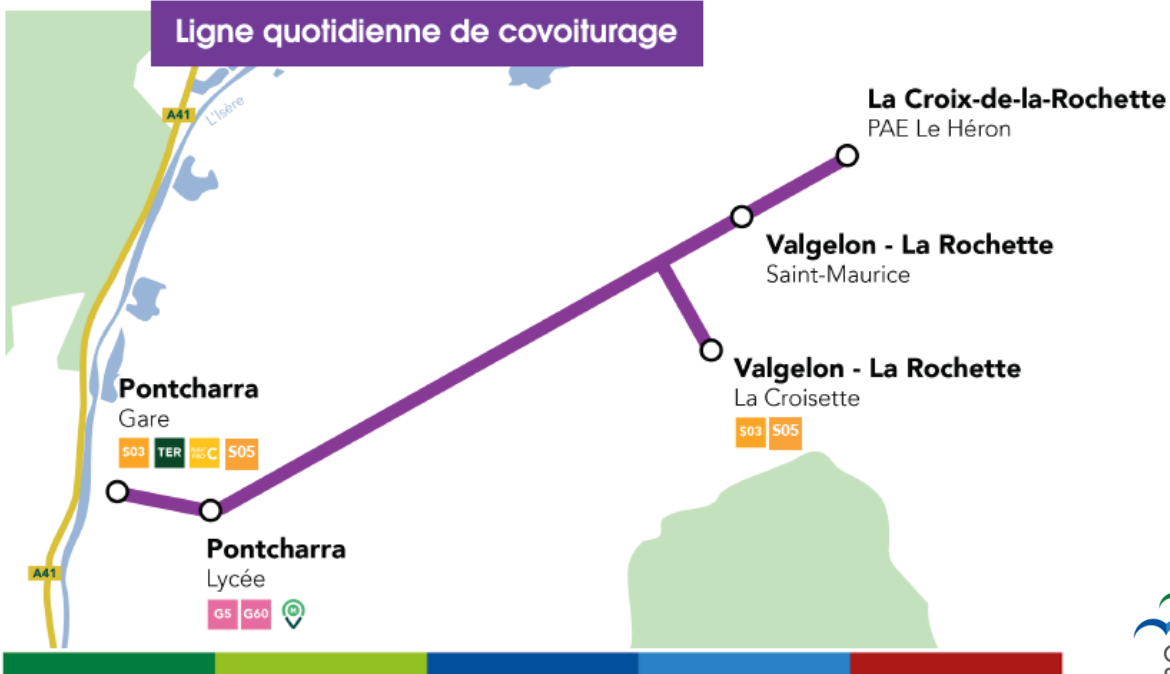 Ligne quotidienne de covoiturage
A41
L'Isère
La Croix-de-la-Rochette
PAE Le Héron
Valgelon - La Rochette
Saint-Maurice
Valgelon - La Rochette
La Croisette
S03 S05
Pontcharra
Gare
S03 TER C S05
Pontcharra
Lycée
G5 G60
A41